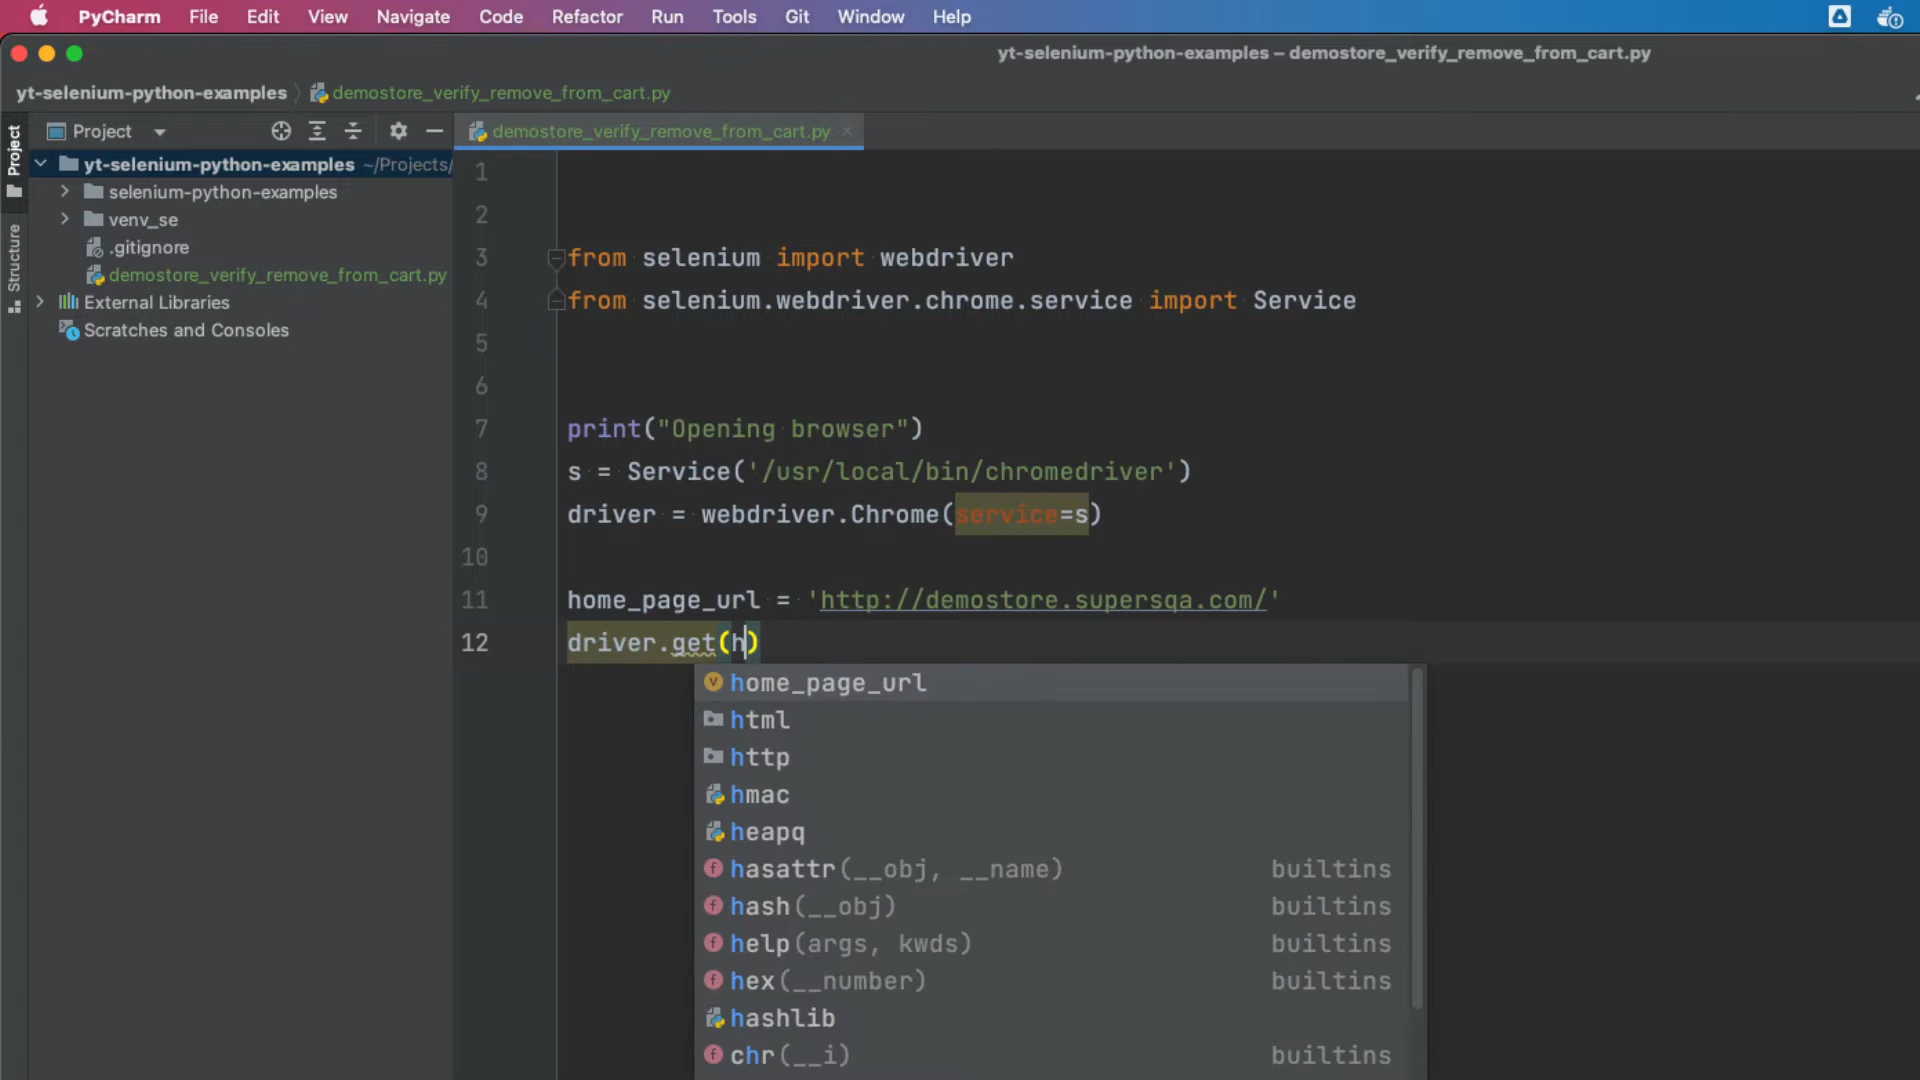 PyCharm File Edit View Navigate Code Refactor Run Tools Git Window Help
yt-selenium-python-examples – demostore_verify_remove_from_cart.py
yt-selenium-python-examples demostore_verify_remove_from_cart.py
Project
demostore_verify_remove_from_cart.py
Project
Structure
yt-selenium-python-examples ~/Projects/
selenium-python-examples
venv_se
.gitignore
demostore_verify_remove_from_cart.py
External Libraries
Scratches and Consoles
1
2
3 from selenium import webdriver
4 from selenium.webdriver.chrome.service import Service
5
6
7 print("Opening browser")
8 s = Service('/usr/local/bin/chromedriver')
9 driver = webdriver.Chrome(service=s)
10
11 home_page_url = 'http://demostore.supersqa.com/'
12 driver.get(h)
home_page_url
html
http
hmac
heapq
hasattr(__obj, __name) builtins
hash(__obj) builtins
help(args, kwds) builtins
hex(__number) builtins
hashlib
chr(__i) builtins